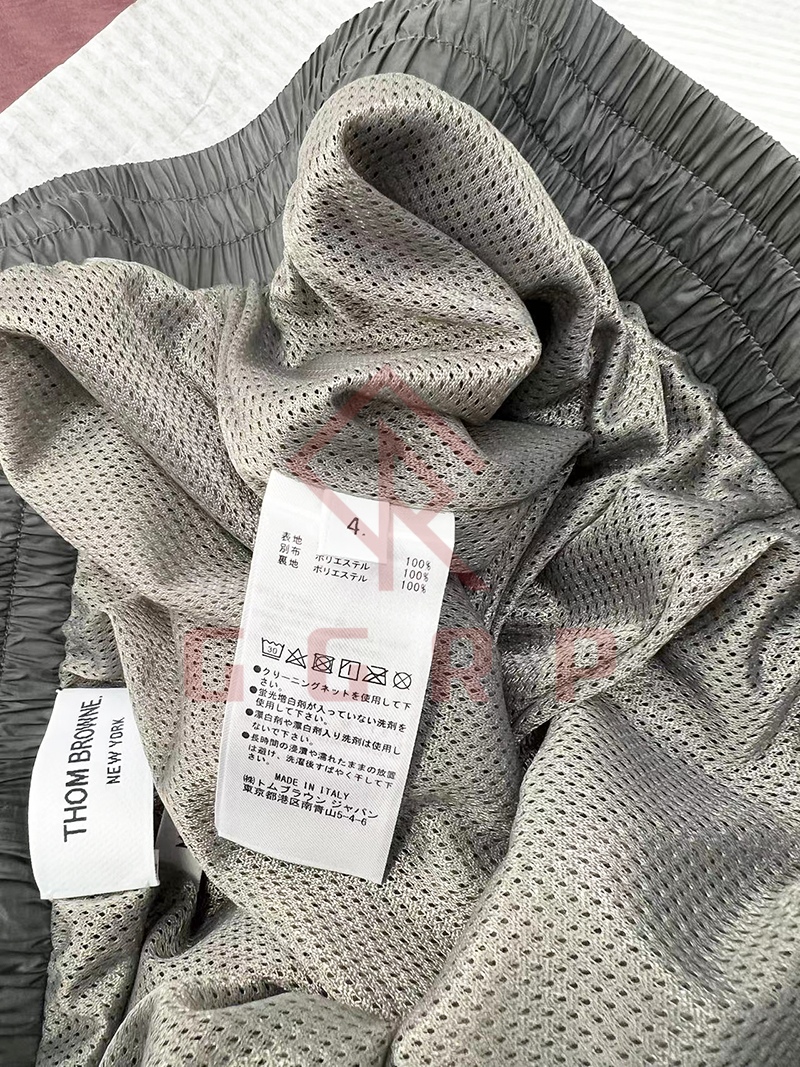 4.
表地 100%
別布 ポリエステル 100%
裏地 ポリエステル 100%
30
●クリーニングネットを使用して下
さい。
●蛍光増白剤が入っていない洗剤を
使用して下さい。
●漂白剤や漂白剤入り洗剤は使用し
ないで下さい。
●長時間の浸漬や濡れたままの放置
は避け、洗濯後すばやく干して下
さい。
MADE IN ITALY
㈱トムブラウン ジャパン
東京都港区南青山5-4-6
THOM BROWNE.
NEW YORK
GCRP